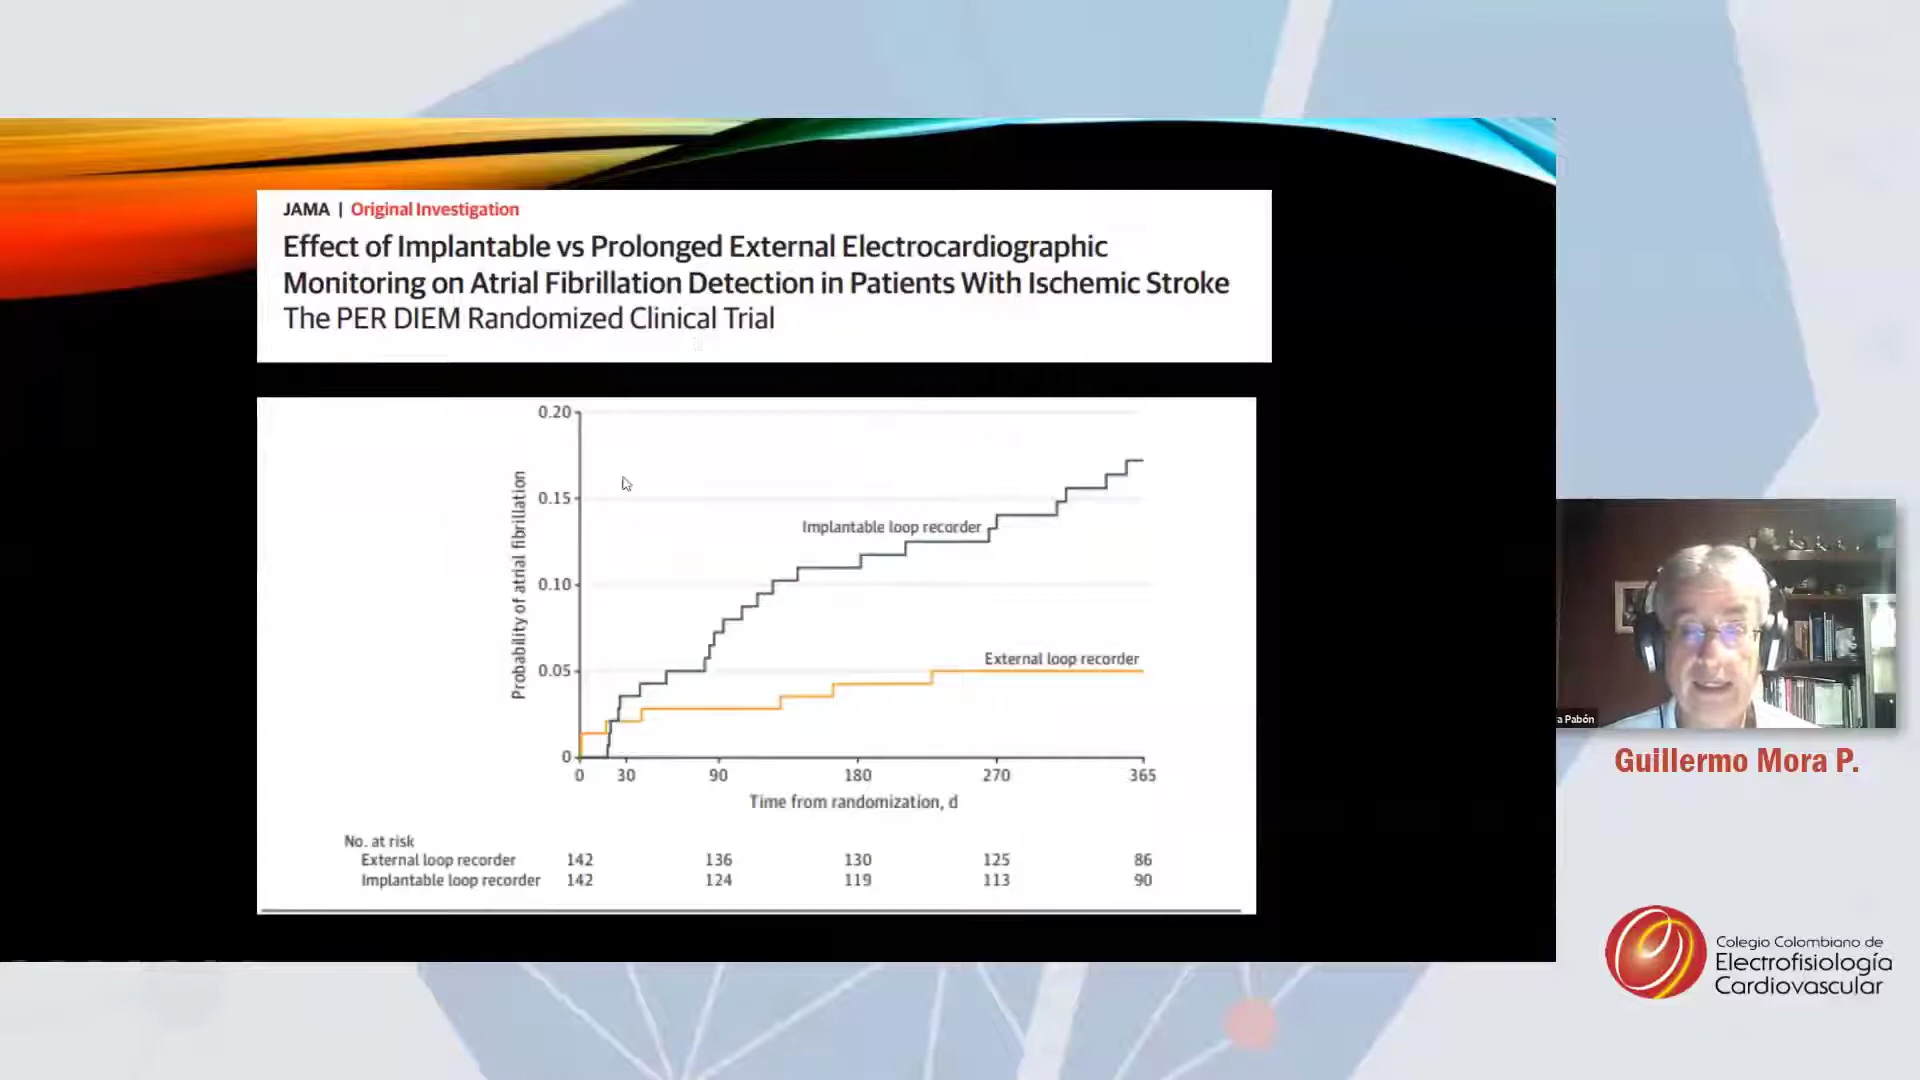 JAMA | Original Investigation
Effect of Implantable vs Prolonged External Electrocardiographic
Monitoring on Atrial Fibrillation Detection in Patients With Ischemic Stroke
The PER DIEM Randomized Clinical Trial
0.20
0.15
0.10
0.05
0
Probability of atrial fibrillation
Implantable loop recorder
External loop recorder
0 30 90 180 270 365
Time from randomization, d
No. at risk
External loop recorder 142 136 130 125 86
Implantable loop recorder 142 124 119 113 90
a Pabón
Guillermo Mora P.
Colegio Colombiano de
Electrofisiología
Cardiovascular